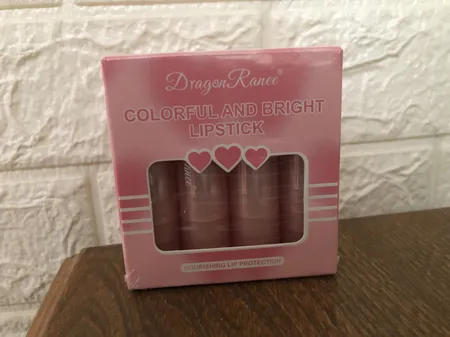 DragonRanee®
COLORFUL AND BRIGHT
LIPSTICK
NOURISHING LIP PROTECTION